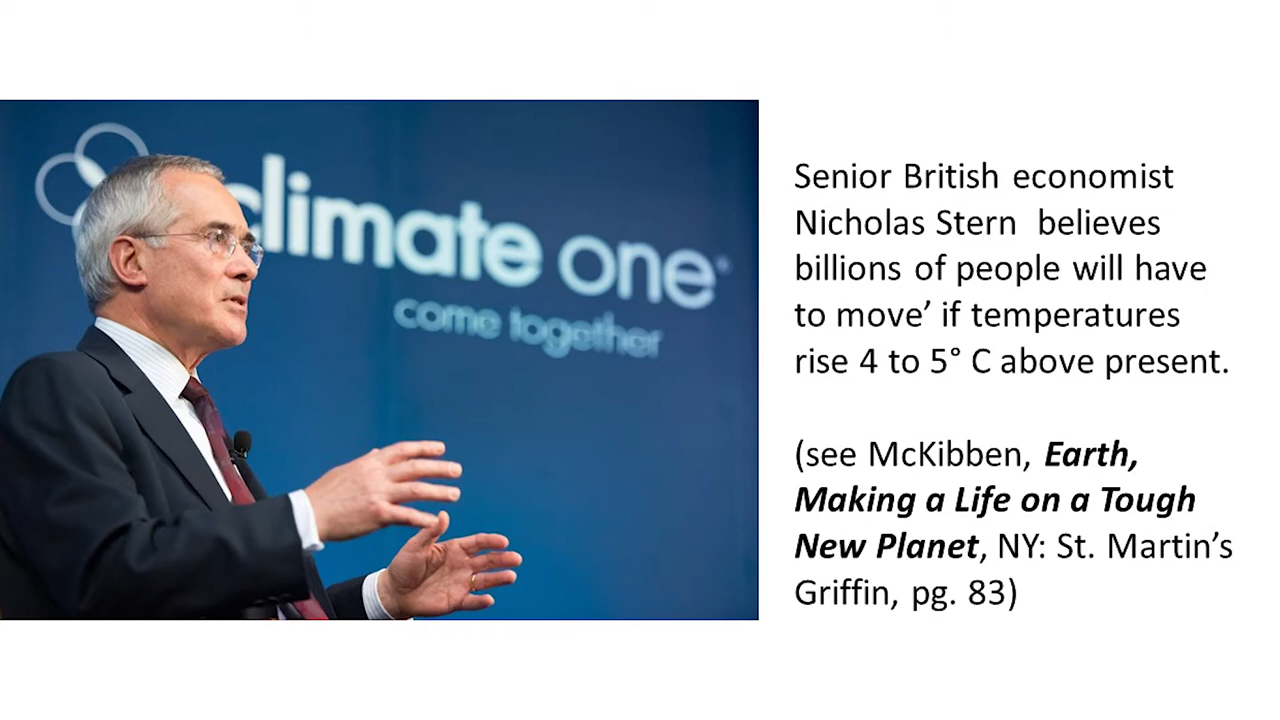 climate one
come together
Senior British economist
Nicholas Stern  believes
billions of people will have
to move’ if temperatures
rise 4 to 5° C above present.
(see McKibben, Earth,
Making a Life on a Tough
New Planet, NY: St. Martin’s
Griffin, pg. 83)